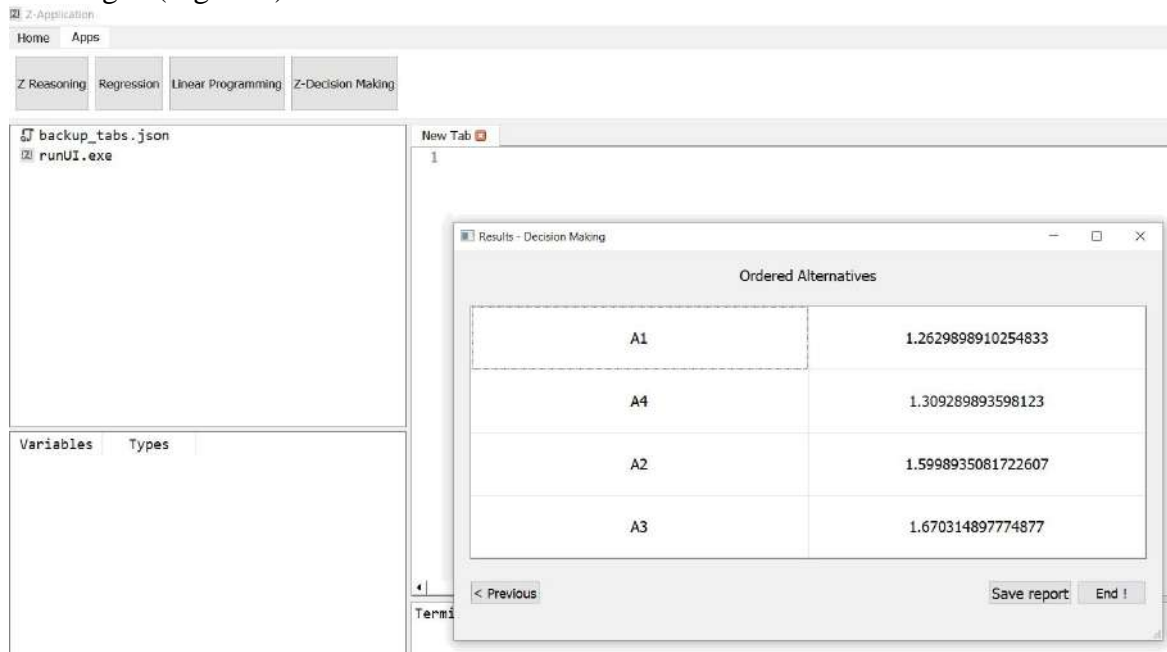 Z-Application
Home Apps
Z Reasoning Regression Linear Programming Z-Decision Making
backup_tabs.json
runUI.exe
New Tab
1
Results - Decision Making
Ordered Alternatives
A1 1.2629898910254833
A4 1.309289893598123
A2 1.5998935081722607
A3 1.670314897774877
Variables Types
< Previous
Save report
End !